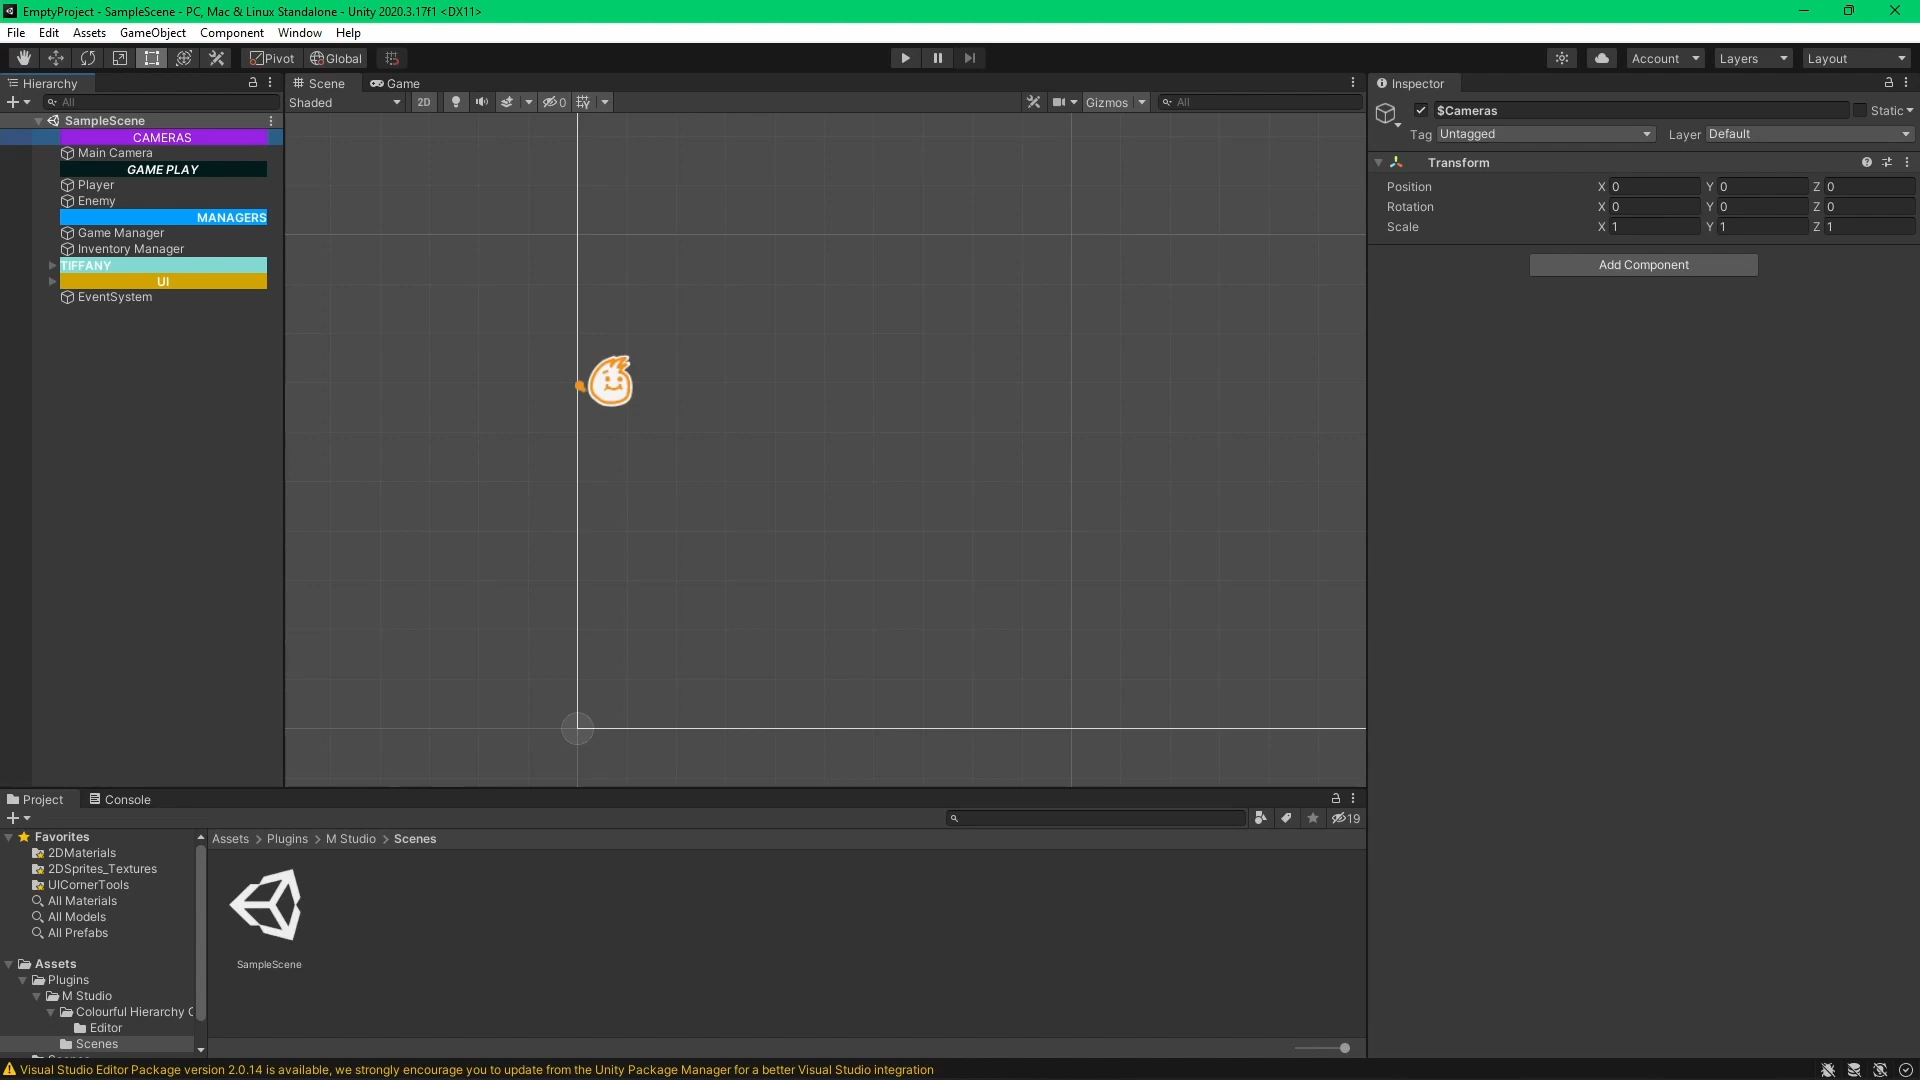 EmptyProject - SampleScene - PC, Mac & Linux Standalone - Unity 2020.3.17f1 <DX11>
File Edit Assets GameObject Component Window Help
Pivot Global Account Layers Layout
Hierarchy
All
SampleScene
CAMERAS
Main Camera
GAME PLAY
Player
Enemy
MANAGERS
Game Manager
Inventory Manager
TIFFANY
UI
EventSystem
Scene Game
Shaded 2D 0 Gizmos All
Inspector
$Cameras Static
Tag Untagged Layer Default
Transform
Position X 0 Y 0 Z 0
Rotation X 0 Y 0 Z 0
Scale X 1 Y 1 Z 1
Add Component
Project Console
19
Favorites
2DMaterials
2DSprites_Textures
UICornerTools
All Materials
All Models
All Prefabs
Assets
Plugins
M Studio
Colourful Hierarchy
Editor
Scenes
Assets > Plugins > M Studio > Scenes
SampleScene
Visual Studio Editor Package version 2.0.14 is available, we strongly encourage you to update from the Unity Package Manager for a better Visual Studio integration